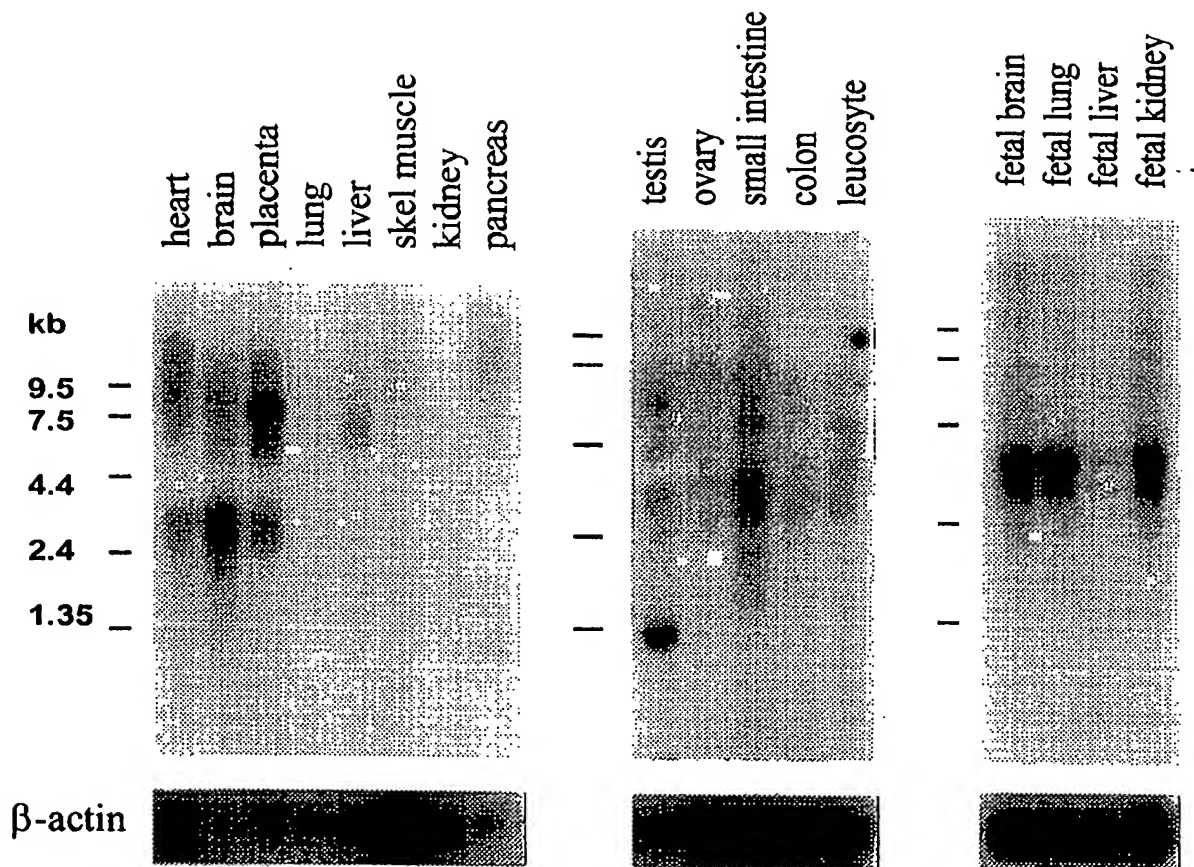 heart
brain
placenta
lung
liver
skel muscle
kidney
pancreas
testis
ovary
small intestine
colon
leucosyte
fetal brain
fetal lung
fetal liver
fetal kidney
kb
9.5
7.5
4.4
2.4
1.35
β-actin